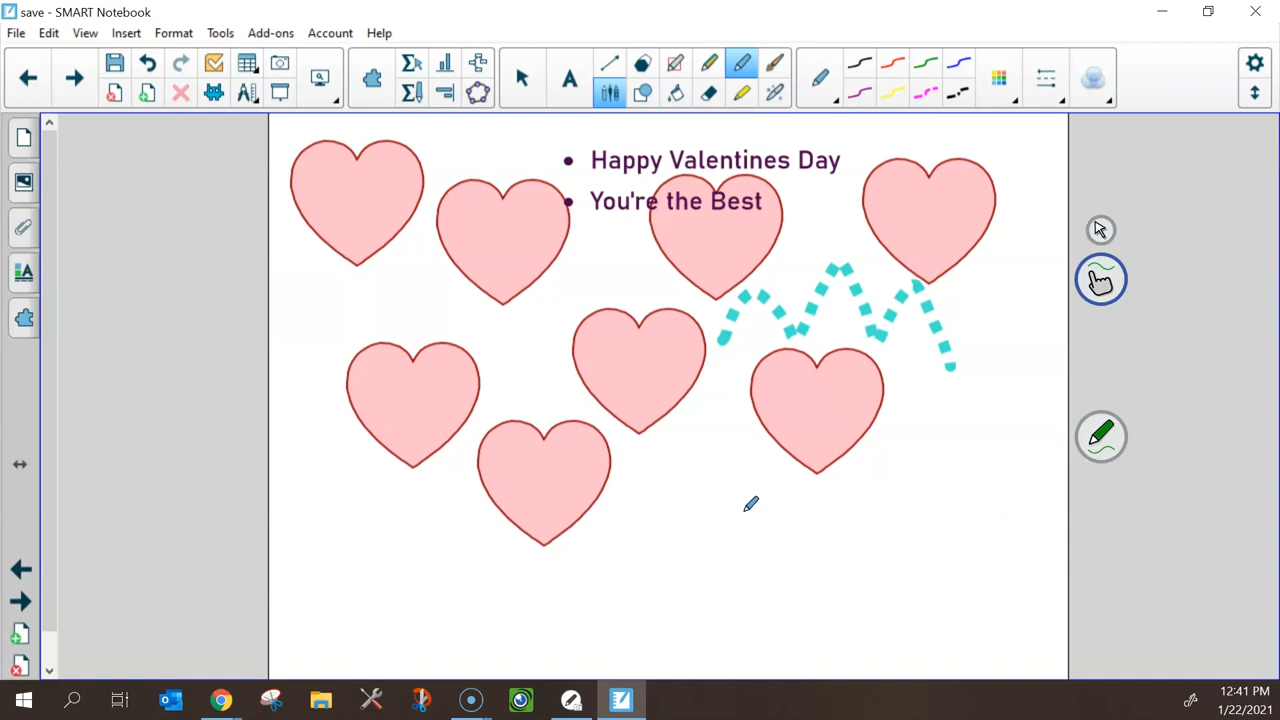 save - SMART Notebook
File Edit View Insert Format Tools Add-ons Account Help
• Happy Valentines Day
• You're the Best
12:41 PM
1/22/2021